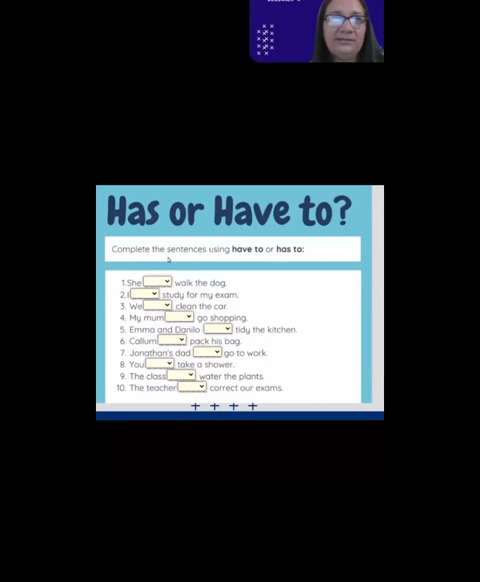 Has or Have to?
Complete the sentences using have to or has to:
1.She walk the dog.
2.I study for my exam.
3. We clean the car.
4. My mum go shopping.
5. Emma and Danilo tidy the kitchen.
6. Callum pack his bag.
7. Jonathan's dad go to work.
8. You take a shower.
9. The class water the plants.
10. The teacher correct our exams.